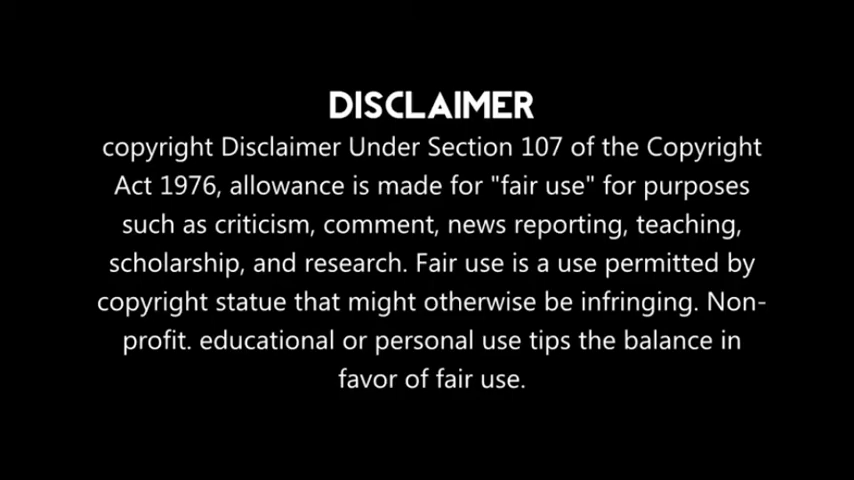 DISCLAIMER
copyright Disclaimer Under Section 107 of the Copyright
Act 1976, allowance is made for "fair use" for purposes
such as criticism, comment, news reporting, teaching,
scholarship, and research. Fair use is a use permitted by
copyright statue that might otherwise be infringing. Non-
profit. educational or personal use tips the balance in
favor of fair use.